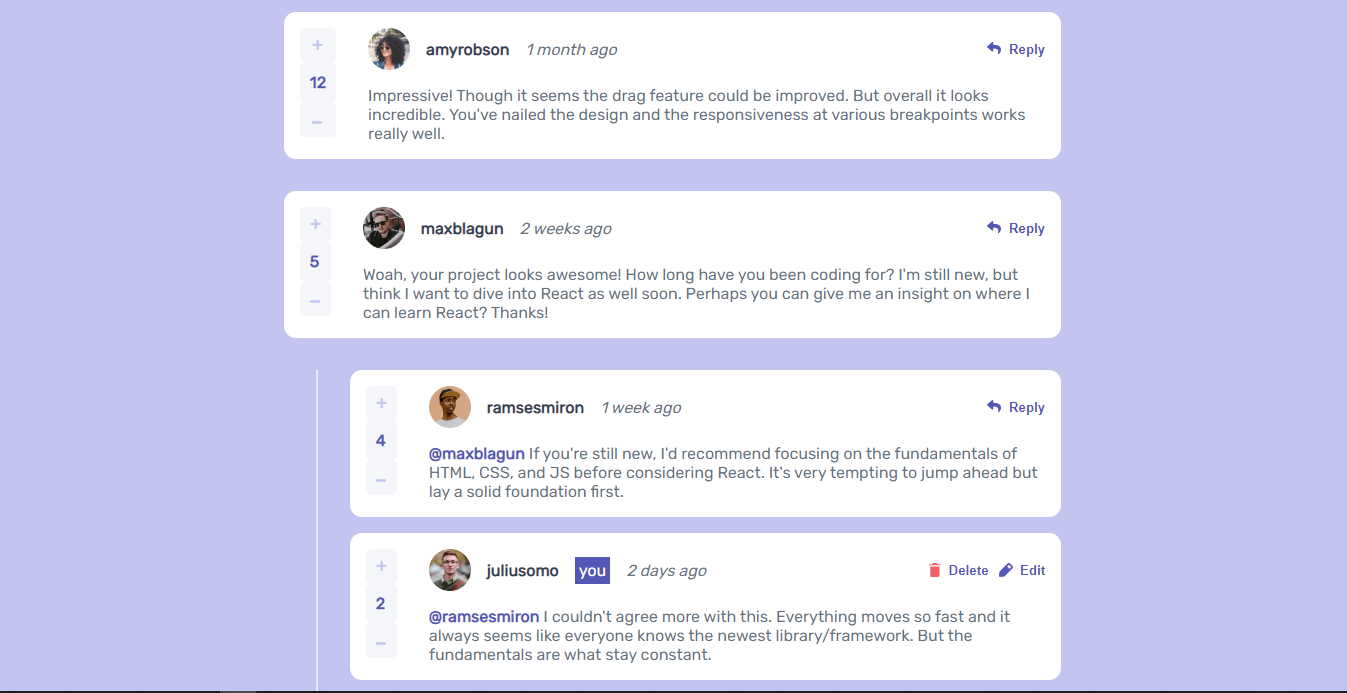 +
12
−
amyrobson 1 month ago Reply
Impressive! Though it seems the drag feature could be improved. But overall it looks
incredible. You've nailed the design and the responsiveness at various breakpoints works
really well.
+
5
−
maxblagun 2 weeks ago Reply
Woah, your project looks awesome! How long have you been coding for? I'm still new, but
think I want to dive into React as well soon. Perhaps you can give me an insight on where I
can learn React? Thanks!
+
4
−
ramsesmiron 1 week ago Reply
@maxblagun If you're still new, I'd recommend focusing on the fundamentals of
HTML, CSS, and JS before considering React. It's very tempting to jump ahead but
lay a solid foundation first.
+
2
−
juliusomo you 2 days ago Delete Edit
@ramsesmiron I couldn't agree more with this. Everything moves so fast and it
always seems like everyone knows the newest library/framework. But the
fundamentals are what stay constant.